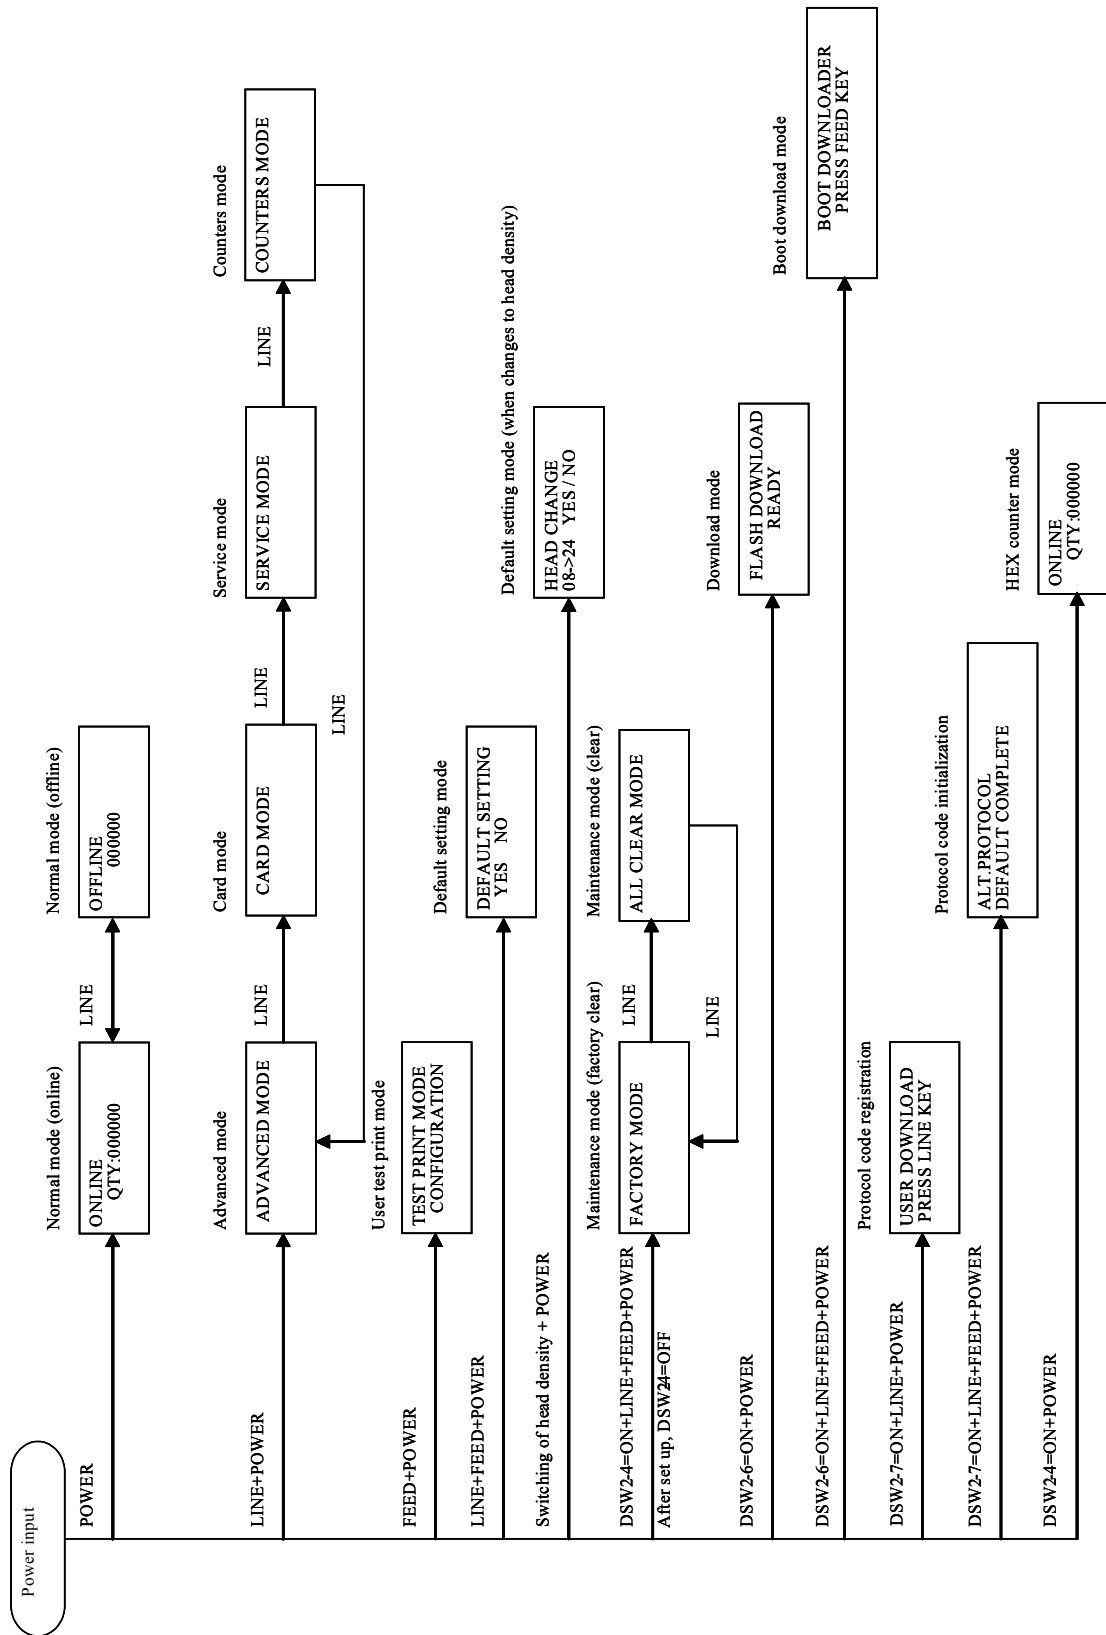 Power input
POWER
Normal mode (online)
ONLINE
QTY:000000
LINE
Normal mode (offline)
OFFLINE
000000
LINE+POWER
Advanced mode
ADVANCED MODE
LINE
Card mode
CARD MODE
LINE
Service mode
SERVICE MODE
LINE
Counters mode
COUNTERS MODE
LINE
FEED+POWER
User test print mode
TEST PRINT MODE
CONFIGURATION
LINE+FEED+POWER
Default setting mode
DEFAULT SETTING
YES NO
Switching of head density + POWER
Default setting mode (when changes to head density)
HEAD CHANGE
08->24 YES / NO
DSW2-4=ON+LINE+FEED+POWER
After set up, DSW24=OFF
Maintenance mode (factory clear)
FACTORY MODE
LINE
Maintenance mode (clear)
ALL CLEAR MODE
LINE
DSW2-6=ON+POWER
Download mode
FLASH DOWNLOAD
READY
DSW2-6=ON+LINE+FEED+POWER
Boot download mode
BOOT DOWNLOADER
PRESS FEED KEY
DSW2-7=ON+LINE+POWER
Protocol code registration
USER DOWNLOAD
PRESS LINE KEY
DSW2-7=ON+LINE+FEED+POWER
Protocol code initialization
ALT.PROTOCOL
DEFAULT COMPLETE
DSW2-4=ON+POWER
HEX counter mode
ONLINE
QTY:000000